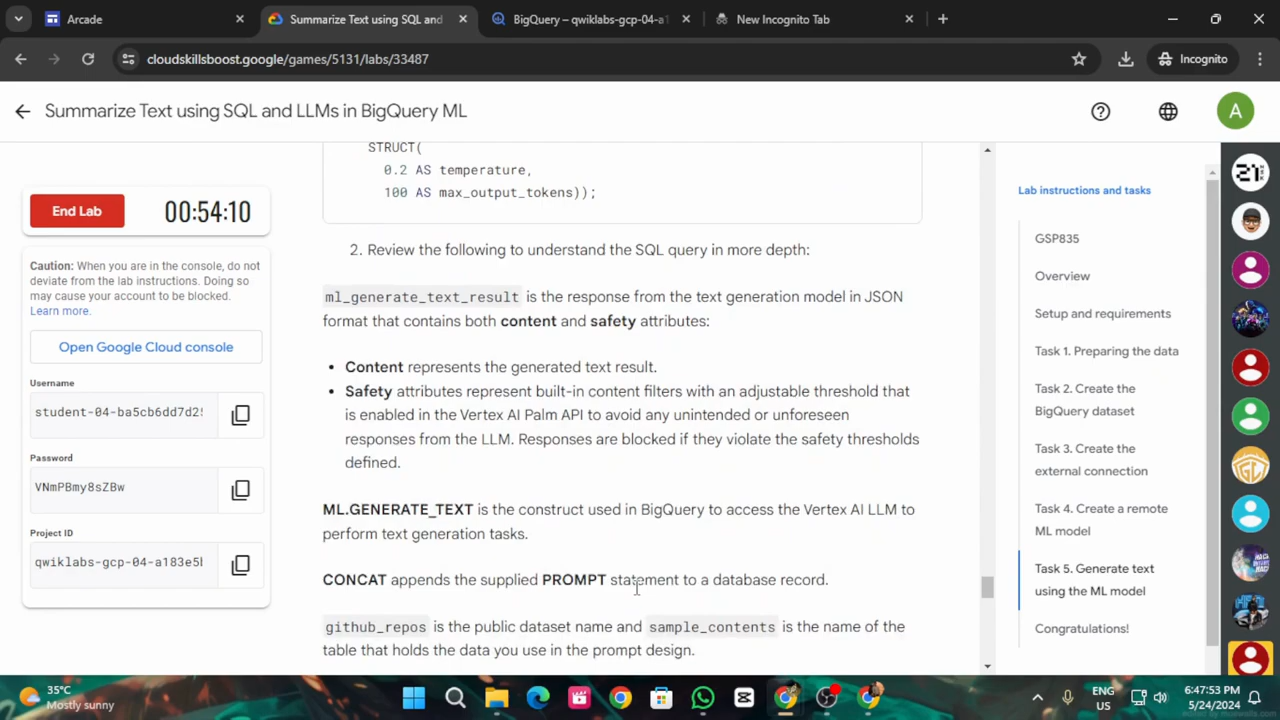 Arcade
Summarize Text using SQL and
BigQuery – qwiklabs-gcp-04-a1
New Incognito Tab
cloudskillsboost.google/games/5131/labs/33487
Incognito
Summarize Text using SQL and LLMs in BigQuery ML
A
End Lab
00:54:10
Caution: When you are in the console, do not
deviate from the lab instructions. Doing so
may cause your account to be blocked.
Learn more.
Open Google Cloud console
Username
student-04-ba5cb6dd7d2
Password
VNmPBmy8sZBw
Project ID
qwiklabs-gcp-04-a183e5
STRUCT(
0.2 AS temperature,
100 AS max_output_tokens));
2. Review the following to understand the SQL query in more depth:
ml_generate_text_result is the response from the text generation model in JSON
format that contains both content and safety attributes:
• Content represents the generated text result.
• Safety attributes represent built-in content filters with an adjustable threshold that
is enabled in the Vertex AI Palm API to avoid any unintended or unforeseen
responses from the LLM. Responses are blocked if they violate the safety thresholds
defined.
ML.GENERATE_TEXT is the construct used in BigQuery to access the Vertex AI LLM to
perform text generation tasks.
CONCAT appends the supplied PROMPT statement to a database record.
github_repos is the public dataset name and sample_contents is the name of the
table that holds the data you use in the prompt design.
Lab instructions and tasks
GSP835
Overview
Setup and requirements
Task 1. Preparing the data
Task 2. Create the
BigQuery dataset
Task 3. Create the
external connection
Task 4. Create a remote
ML model
Task 5. Generate text
using the ML model
Congratulations!
35°C
Mostly sunny
ENG
US
6:47:53 PM
5/24/2024